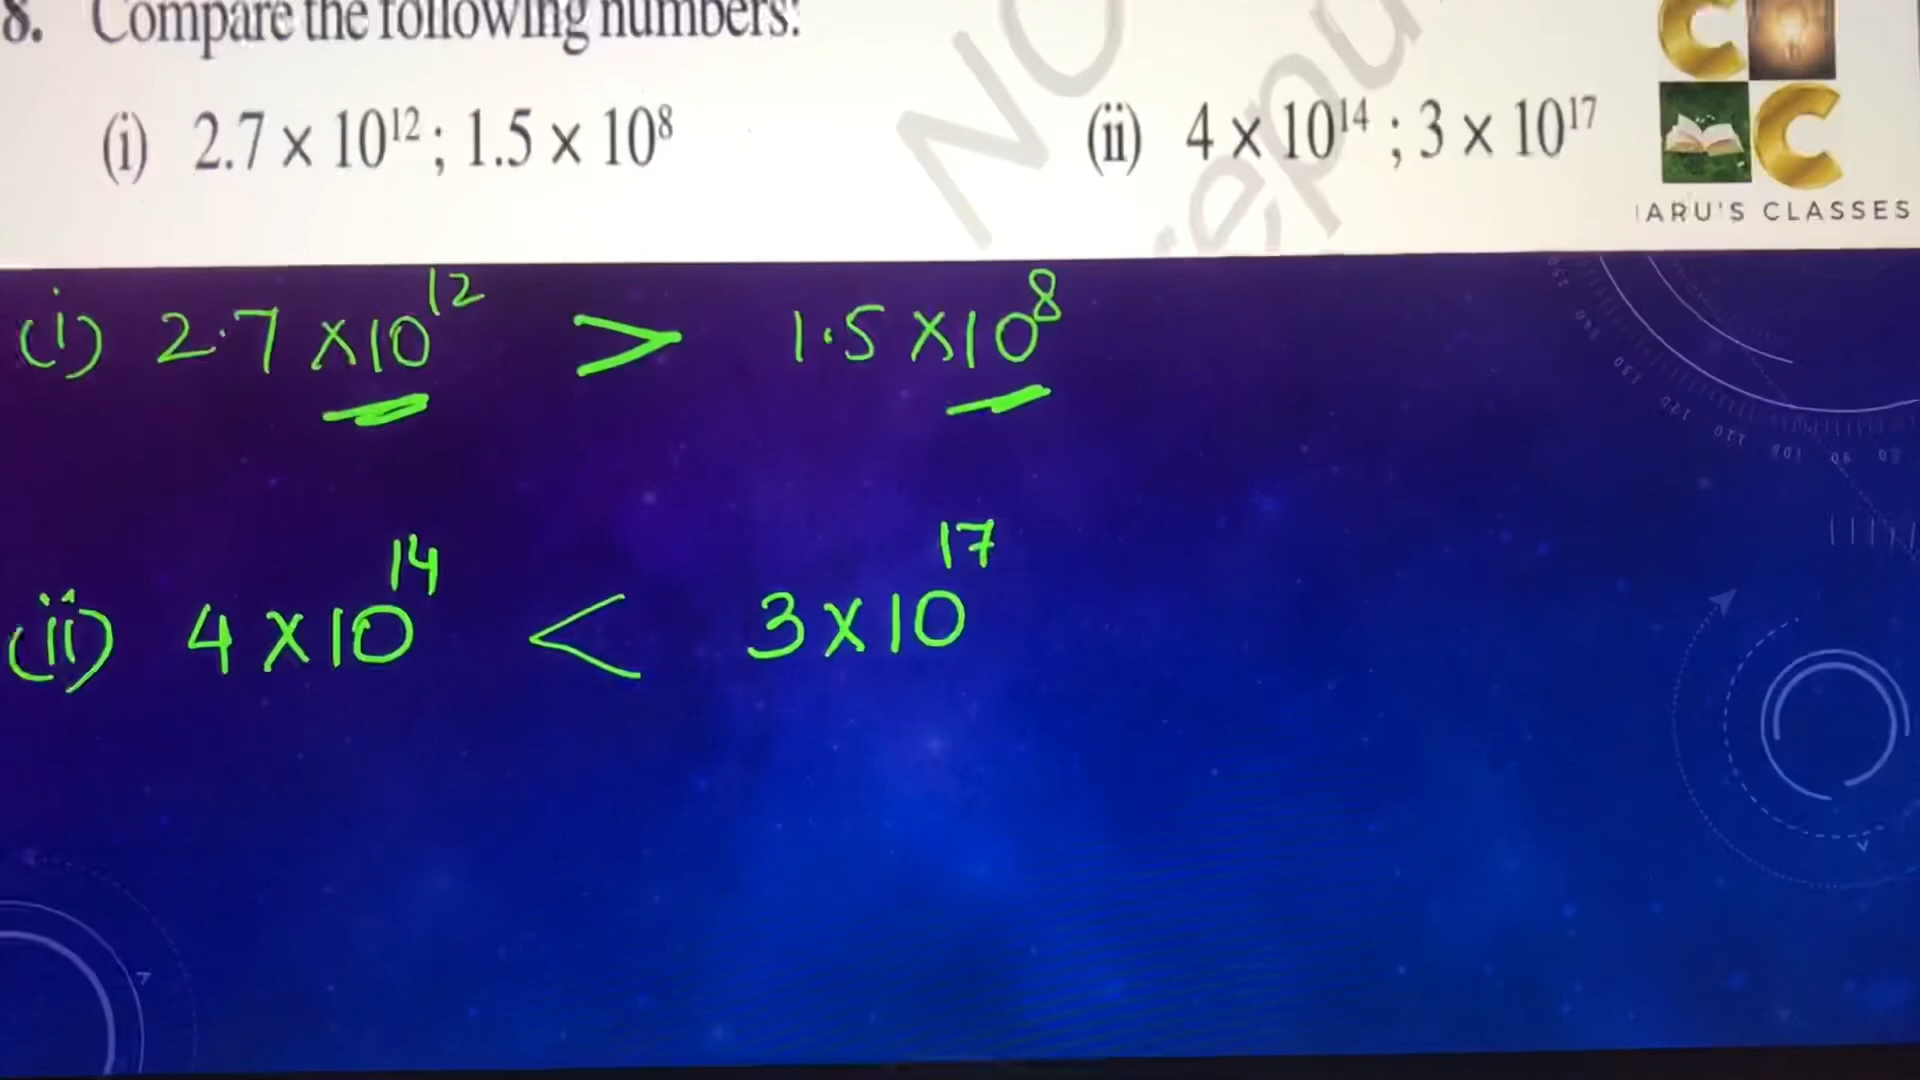 8. Compare the following numbers:
(i) 2.7 × 10¹² ; 1.5 × 10⁸ (ii) 4 × 10¹⁴ ; 3 × 10¹⁷
ARU'S CLASSES
(i) 2.7 × 10¹² > 1.5 × 10⁸
(ii) 4 × 10¹⁴ < 3 × 10¹⁷